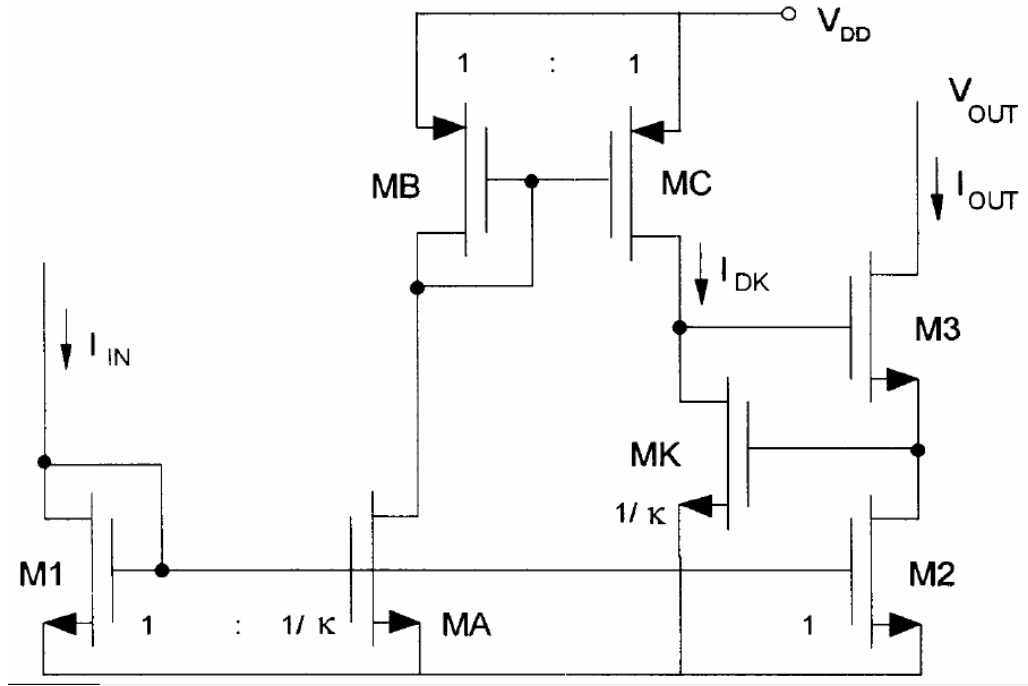 V_DD
1 : 1
V_OUT
MB
MC
I_OUT
I_DK
M3
I_IN
MK
1/κ
M1
1 : 1/κ
MA
1
M2